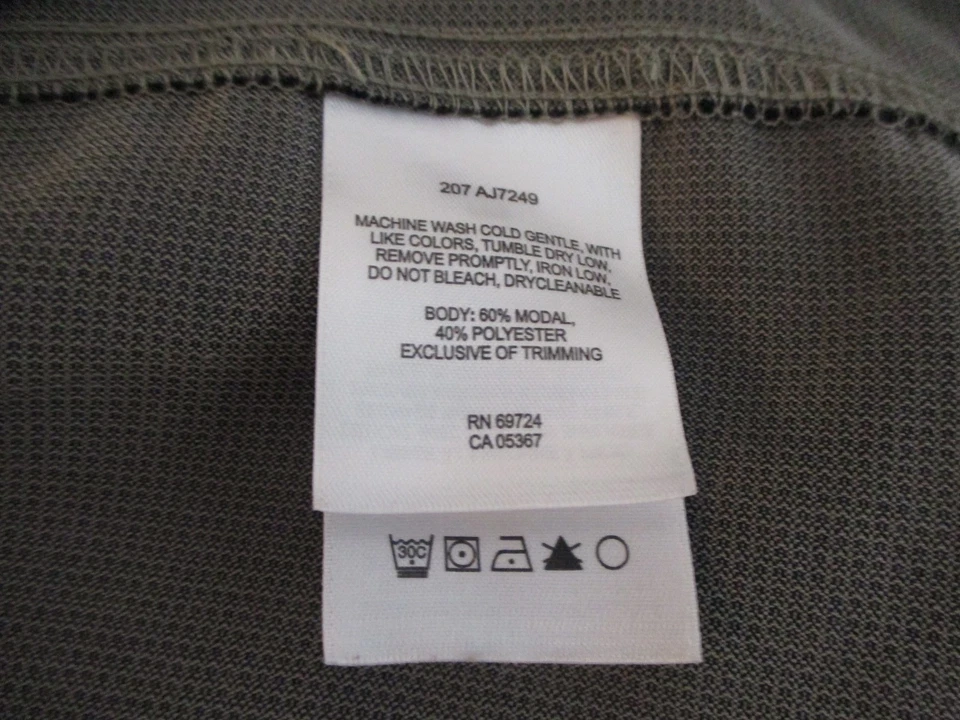 207 AJ7249
MACHINE WASH COLD GENTLE, WITH
LIKE COLORS, TUMBLE DRY LOW,
REMOVE PROMPTLY, IRON LOW,
DO NOT BLEACH, DRYCLEANABLE
BODY: 60% MODAL,
40% POLYESTER
EXCLUSIVE OF TRIMMING
RN 69724
CA 05367
30C